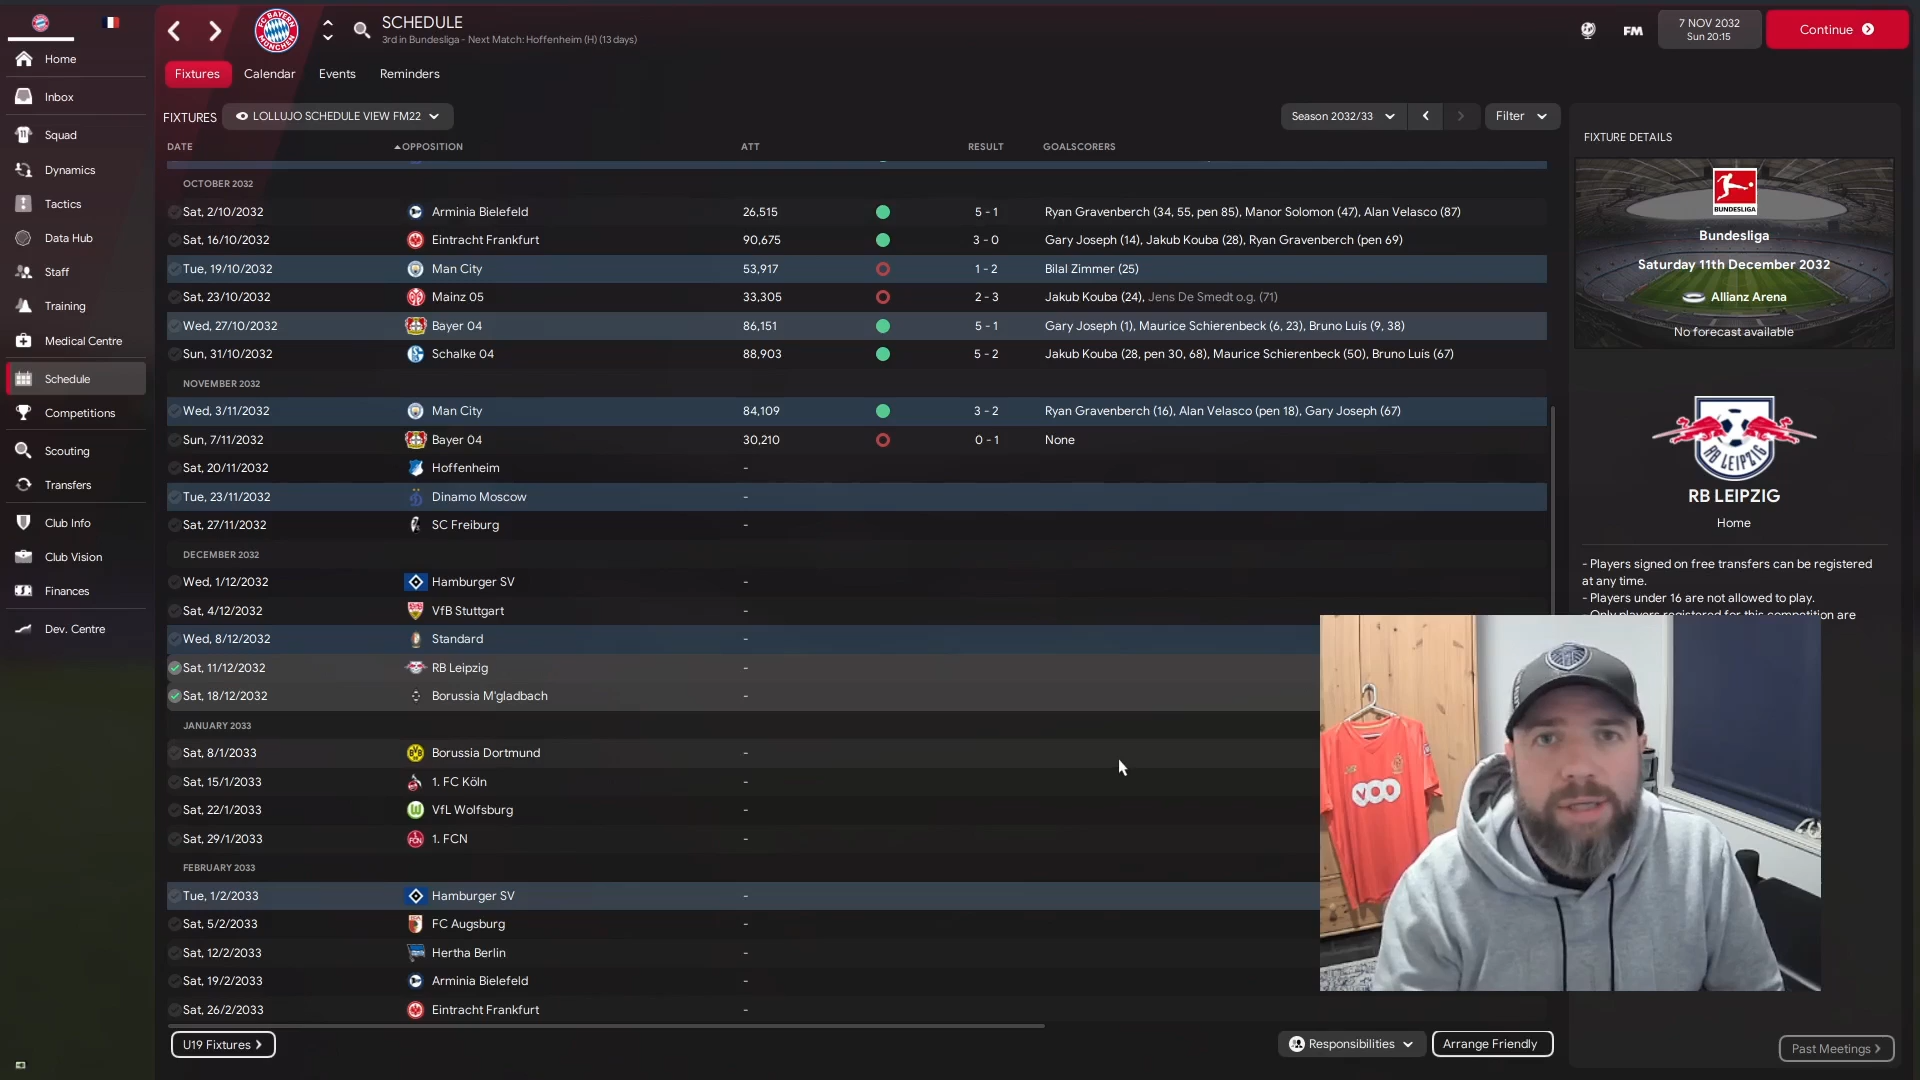 SCHEDULE
3rd in Bundesliga - Next Match: Hoffenheim (H) (13 days)
FM
7 NOV 2032
Sun 20:15
Continue
Home
Inbox
Squad
Dynamics
Tactics
Data Hub
Staff
Training
Medical Centre
Schedule
Competitions
Scouting
Transfers
Club Info
Club Vision
Finances
Dev. Centre
Fixtures Calendar Events Reminders
FIXTURES LOLLUJO SCHEDULE VIEW FM22 Season 2032/33 Filter
DATE OPPOSITION ATT RESULT GOALSCORERS
OCTOBER 2032
Sat, 2/10/2032 Arminia Bielefeld 26,515 5 - 1 Ryan Gravenberch (34, 55, pen 85), Manor Solomon (47), Alan Velasco (87)
Sat, 16/10/2032 Eintracht Frankfurt 90,675 3 - 0 Gary Joseph (14), Jakub Kouba (28), Ryan Gravenberch (pen 69)
Tue, 19/10/2032 Man City 53,917 1 - 2 Bilal Zimmer (25)
Sat, 23/10/2032 Mainz 05 33,305 2 - 3 Jakub Kouba (24), Jens De Smedt o.g. (71)
Wed, 27/10/2032 Bayer 04 86,151 5 - 1 Gary Joseph (1), Maurice Schierenbeck (6, 23), Bruno Luís (9, 38)
Sun, 31/10/2032 Schalke 04 88,903 5 - 2 Jakub Kouba (28, pen 30, 68), Maurice Schierenbeck (50), Bruno Luís (67)
NOVEMBER 2032
Wed, 3/11/2032 Man City 84,109 3 - 2 Ryan Gravenberch (16), Alan Velasco (pen 18), Gary Joseph (67)
Sun, 7/11/2032 Bayer 04 30,210 0 - 1 None
Sat, 20/11/2032 Hoffenheim -
Tue, 23/11/2032 Dinamo Moscow -
Sat, 27/11/2032 SC Freiburg -
DECEMBER 2032
Wed, 1/12/2032 Hamburger SV -
Sat, 4/12/2032 VfB Stuttgart -
Wed, 8/12/2032 Standard -
Sat, 11/12/2032 RB Leipzig -
Sat, 18/12/2032 Borussia M'gladbach -
JANUARY 2033
Sat, 8/1/2033 Borussia Dortmund -
Sat, 15/1/2033 1. FC Köln -
Sat, 22/1/2033 VfL Wolfsburg -
Sat, 29/1/2033 1. FCN -
FEBRUARY 2033
Tue, 1/2/2033 Hamburger SV -
Sat, 5/2/2033 FC Augsburg -
Sat, 12/2/2033 Hertha Berlin -
Sat, 19/2/2033 Arminia Bielefeld -
Sat, 26/2/2033 Eintracht Frankfurt -
U19 Fixtures Responsibilities Arrange Friendly
FIXTURE DETAILS
BUNDESLIGA
Bundesliga
Saturday 11th December 2032
Allianz Arena
No forecast available
RB LEIPZIG
RB LEIPZIG
Home
- Players signed on free transfers can be registered
at any time.
- Players under 16 are not allowed to play.
- Only players registered for this competition are
VOO
Past Meetings